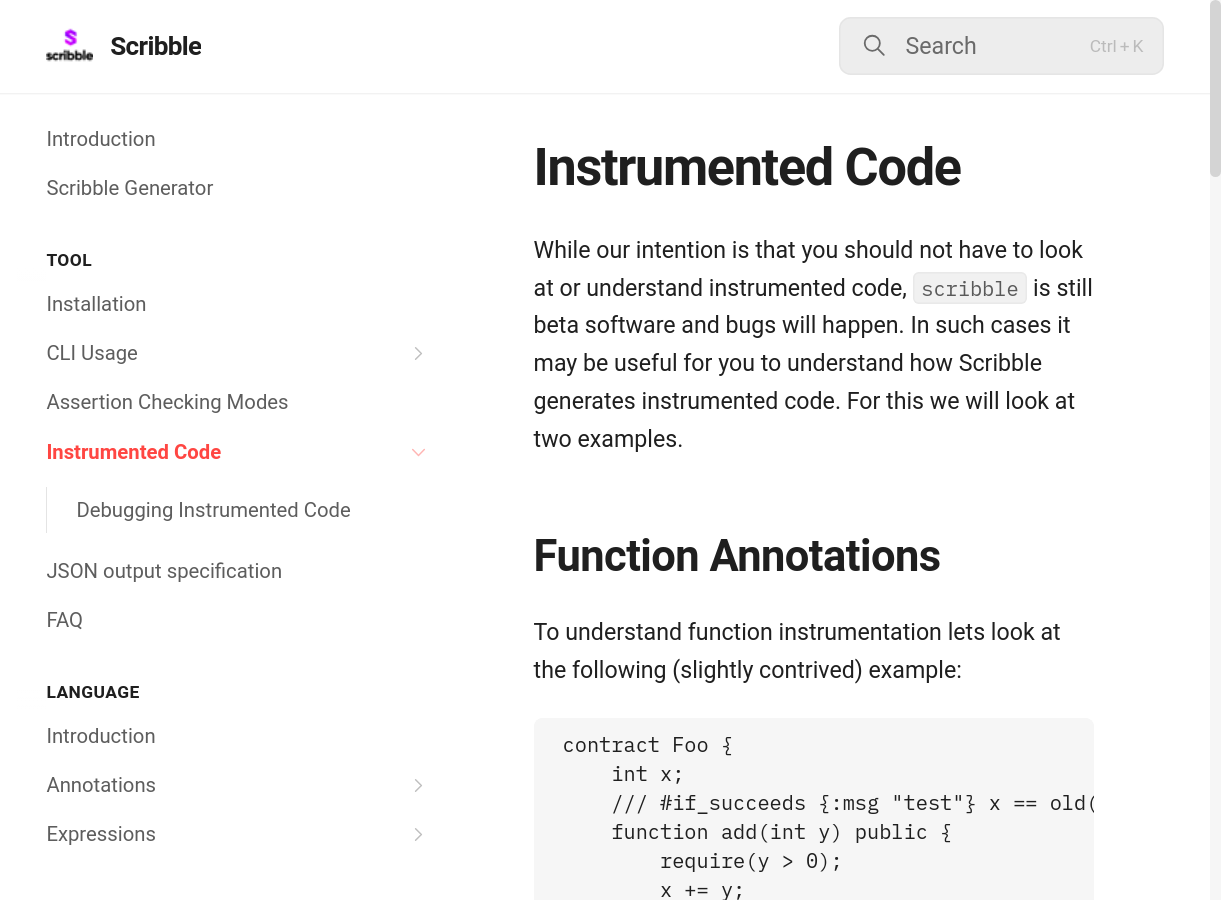 scribble
Scribble
Search
Ctrl + K
Introduction
Scribble Generator
TOOL
Installation
CLI Usage
Assertion Checking Modes
Instrumented Code
Debugging Instrumented Code
JSON output specification
FAQ
LANGUAGE
Introduction
Annotations
Expressions
Instrumented Code
While our intention is that you should not have to look
at or understand instrumented code, scribble is still
beta software and bugs will happen. In such cases it
may be useful for you to understand how Scribble
generates instrumented code. For this we will look at
two examples.
Function Annotations
To understand function instrumentation lets look at
the following (slightly contrived) example:
contract Foo {
    int x;
    /// #if_succeeds {:msg "test"} x == old(
    function add(int y) public {
        require(y > 0);
        x += y;